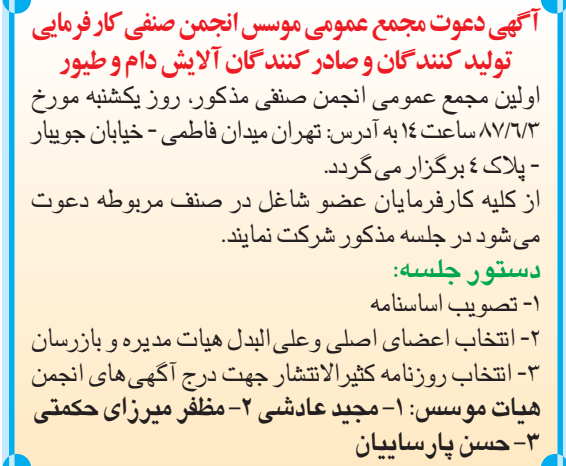 آگهی دعوت مجمع عمومی موسس انجمن صنفی کارفرمایی
تولید کنندگان و صادر کنندگان آلایش دام و طیور
اولین مجمع عمومی انجمن صنفی مذکور، روز یکشنبه مورخ
۸۷/۶/۳ ساعت ۱۴ به آدرس: تهران میدان فاطمی - خیابان جویبار
- پلاک ۴ برگزار می گردد.
از کلیه کارفرمایان عضو شاغل در صنف مربوطه دعوت
می‌شود در جلسه مذکور شرکت نمایند.
دستور جلسه:
۱- تصویب اساسنامه
۲- انتخاب اعضای اصلی وعلی‌البدل هیات مدیره و بازرسان
۳- انتخاب روزنامه کثیرالانتشار جهت درج آگهی‌های انجمن
هیات موسس: ۱- مجید عادشی ۲- مظفر میرزای حکمتی
۳- حسن پارساییان